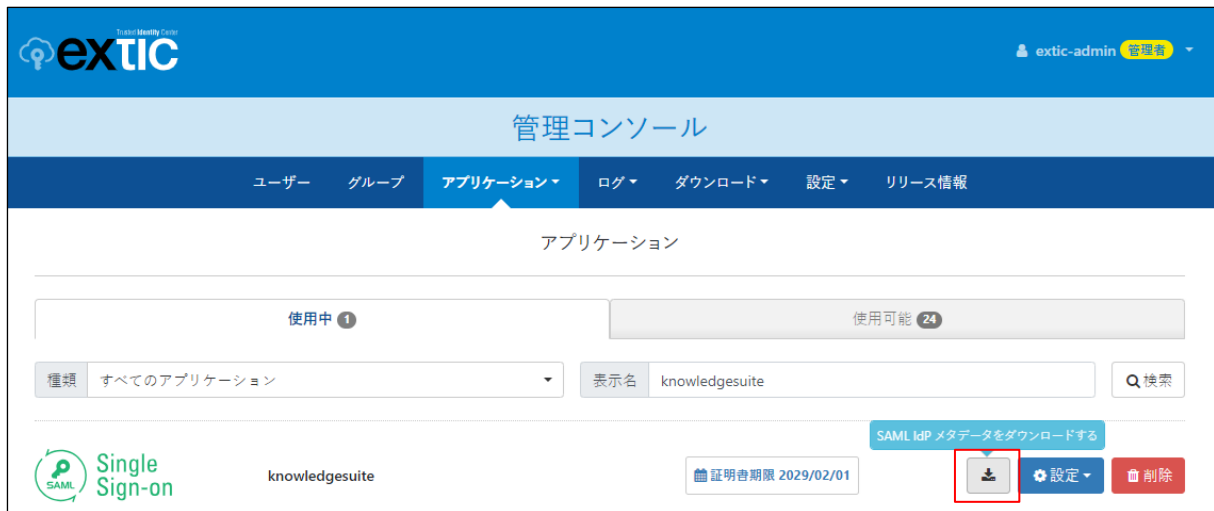 Trusted Identity Center
extic
extic-admin 管理者
管理コンソール
ユーザー グループ アプリケーション ログ ダウンロード 設定 リリース情報
アプリケーション
使用中 1 使用可能 24
種類 すべてのアプリケーション 表示名 knowledgesuite 検索
SAML IdP メタデータをダウンロードする
SAML Single Sign-on knowledgesuite 証明書期限 2029/02/01 設定 削除